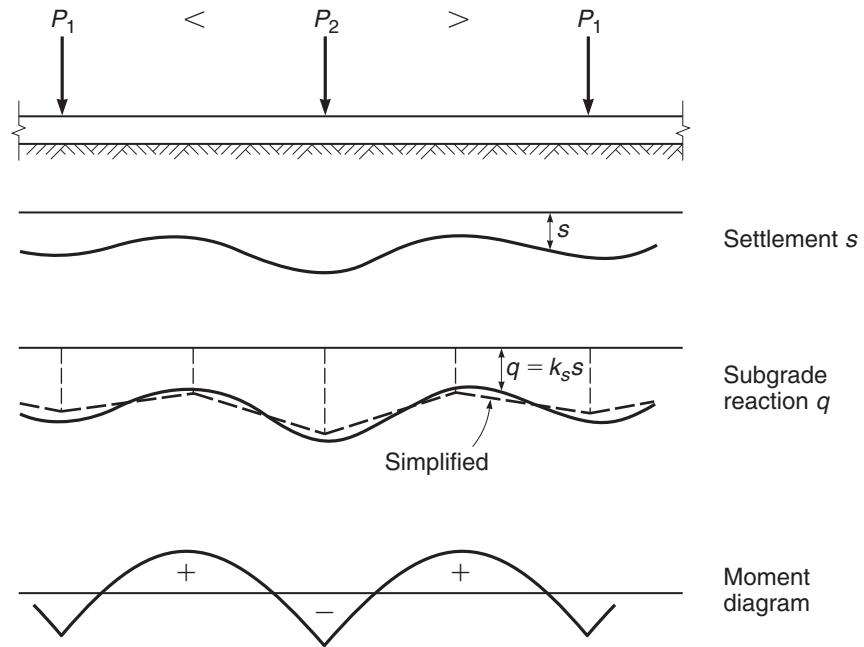 P₁ < P₂ > P₁
s
Settlement s
q = kₛs
Subgrade
reaction q
Simplified
+ +
−
Moment
diagram